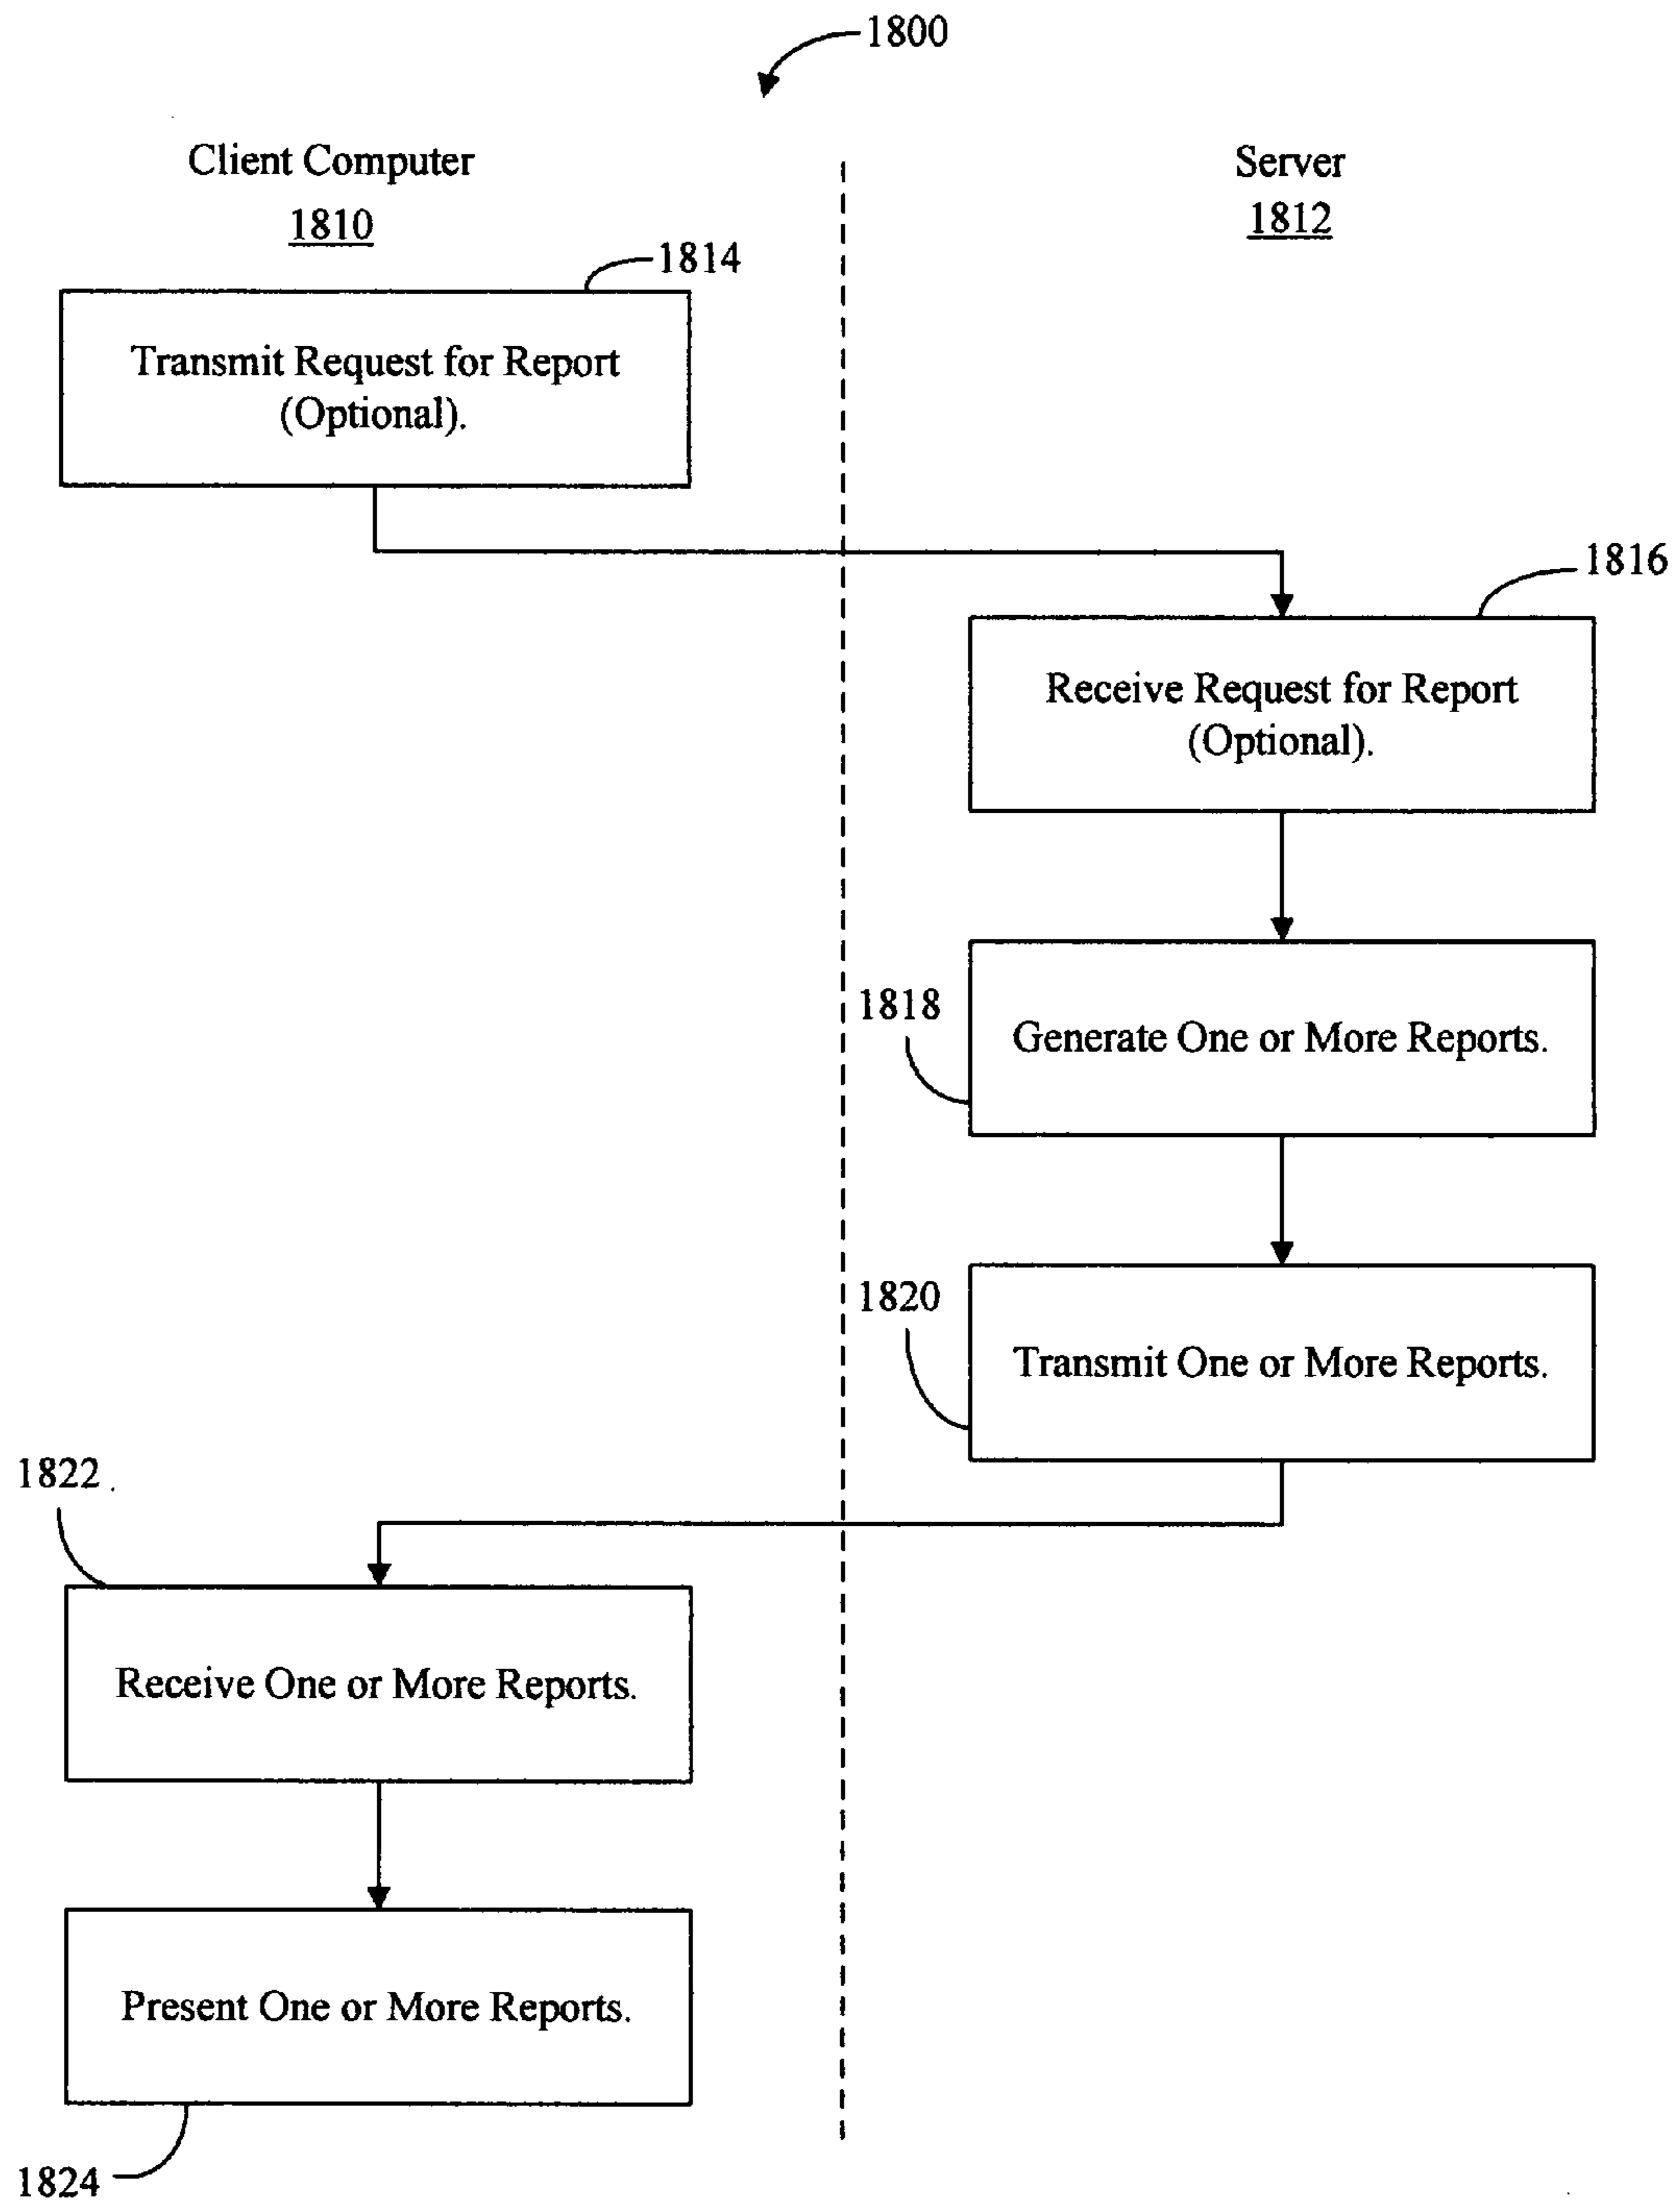 1800
Client Computer
1810
Server
1812
1814
Transmit Request for Report
(Optional).
1816
Receive Request for Report
(Optional).
1818
Generate One or More Reports.
1820
Transmit One or More Reports.
1822
Receive One or More Reports.
Present One or More Reports.
1824